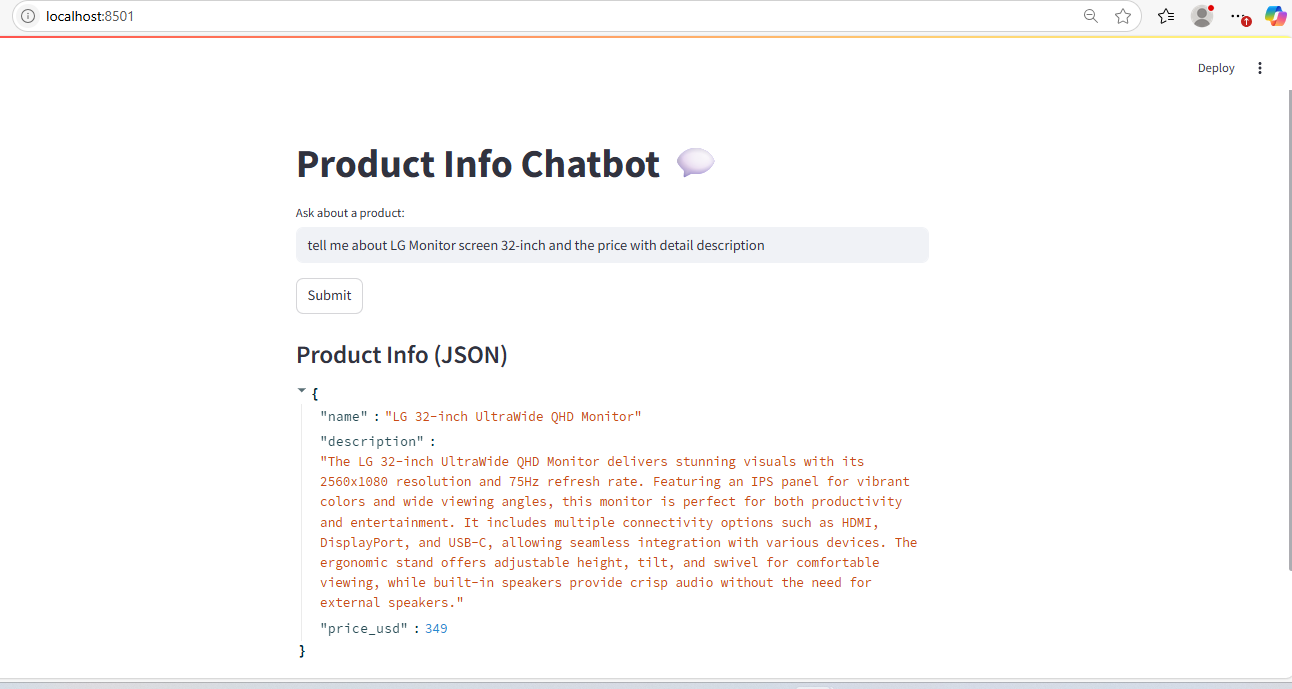 localhost:8501
Deploy
Product Info Chatbot
Ask about a product:
tell me about LG Monitor screen 32-inch and the price with detail description
Submit
Product Info (JSON)
{
"name" : "LG 32-inch UltraWide QHD Monitor"
"description" :
"The LG 32-inch UltraWide QHD Monitor delivers stunning visuals with its
2560x1080 resolution and 75Hz refresh rate. Featuring an IPS panel for vibrant
colors and wide viewing angles, this monitor is perfect for both productivity
and entertainment. It includes multiple connectivity options such as HDMI,
DisplayPort, and USB-C, allowing seamless integration with various devices. The
ergonomic stand offers adjustable height, tilt, and swivel for comfortable
viewing, while built-in speakers provide crisp audio without the need for
external speakers."
"price_usd" : 349
}